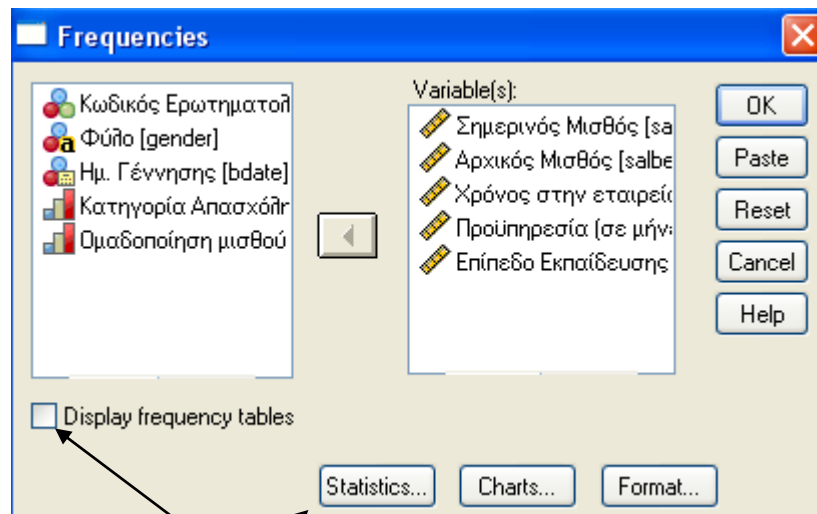 Frequencies
Κωδικός Ερωτηματολ
Φύλο [gender]
Ημ. Γέννησης [bdate]
Κατηγορία Απασχόλη
Ομαδοποίηση μισθού
Variable(s):
Σημερινός Μισθός [sa
Αρχικός Μισθός [salbe
Χρόνος στην εταιρεία
Προϋπηρεσία (σε μήνα
Επίπεδο Εκπαίδευσης
OK
Paste
Reset
Cancel
Help
Display frequency tables
Statistics...
Charts...
Format...